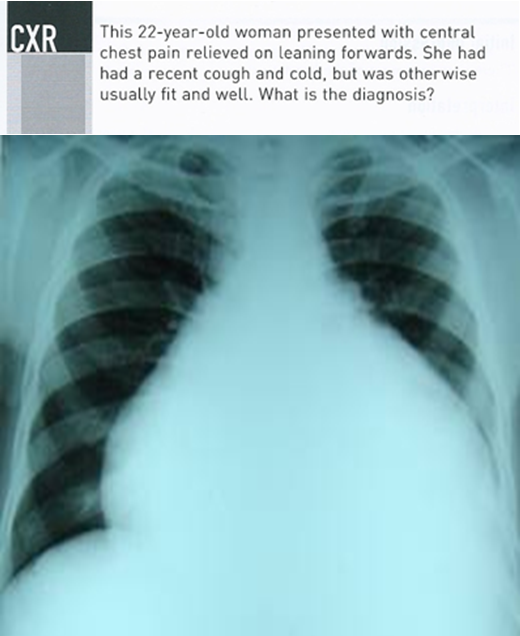 CXR
This 22-year-old woman presented with central
chest pain relieved on leaning forwards. She had
had a recent cough and cold, but was otherwise
usually fit and well. What is the diagnosis?